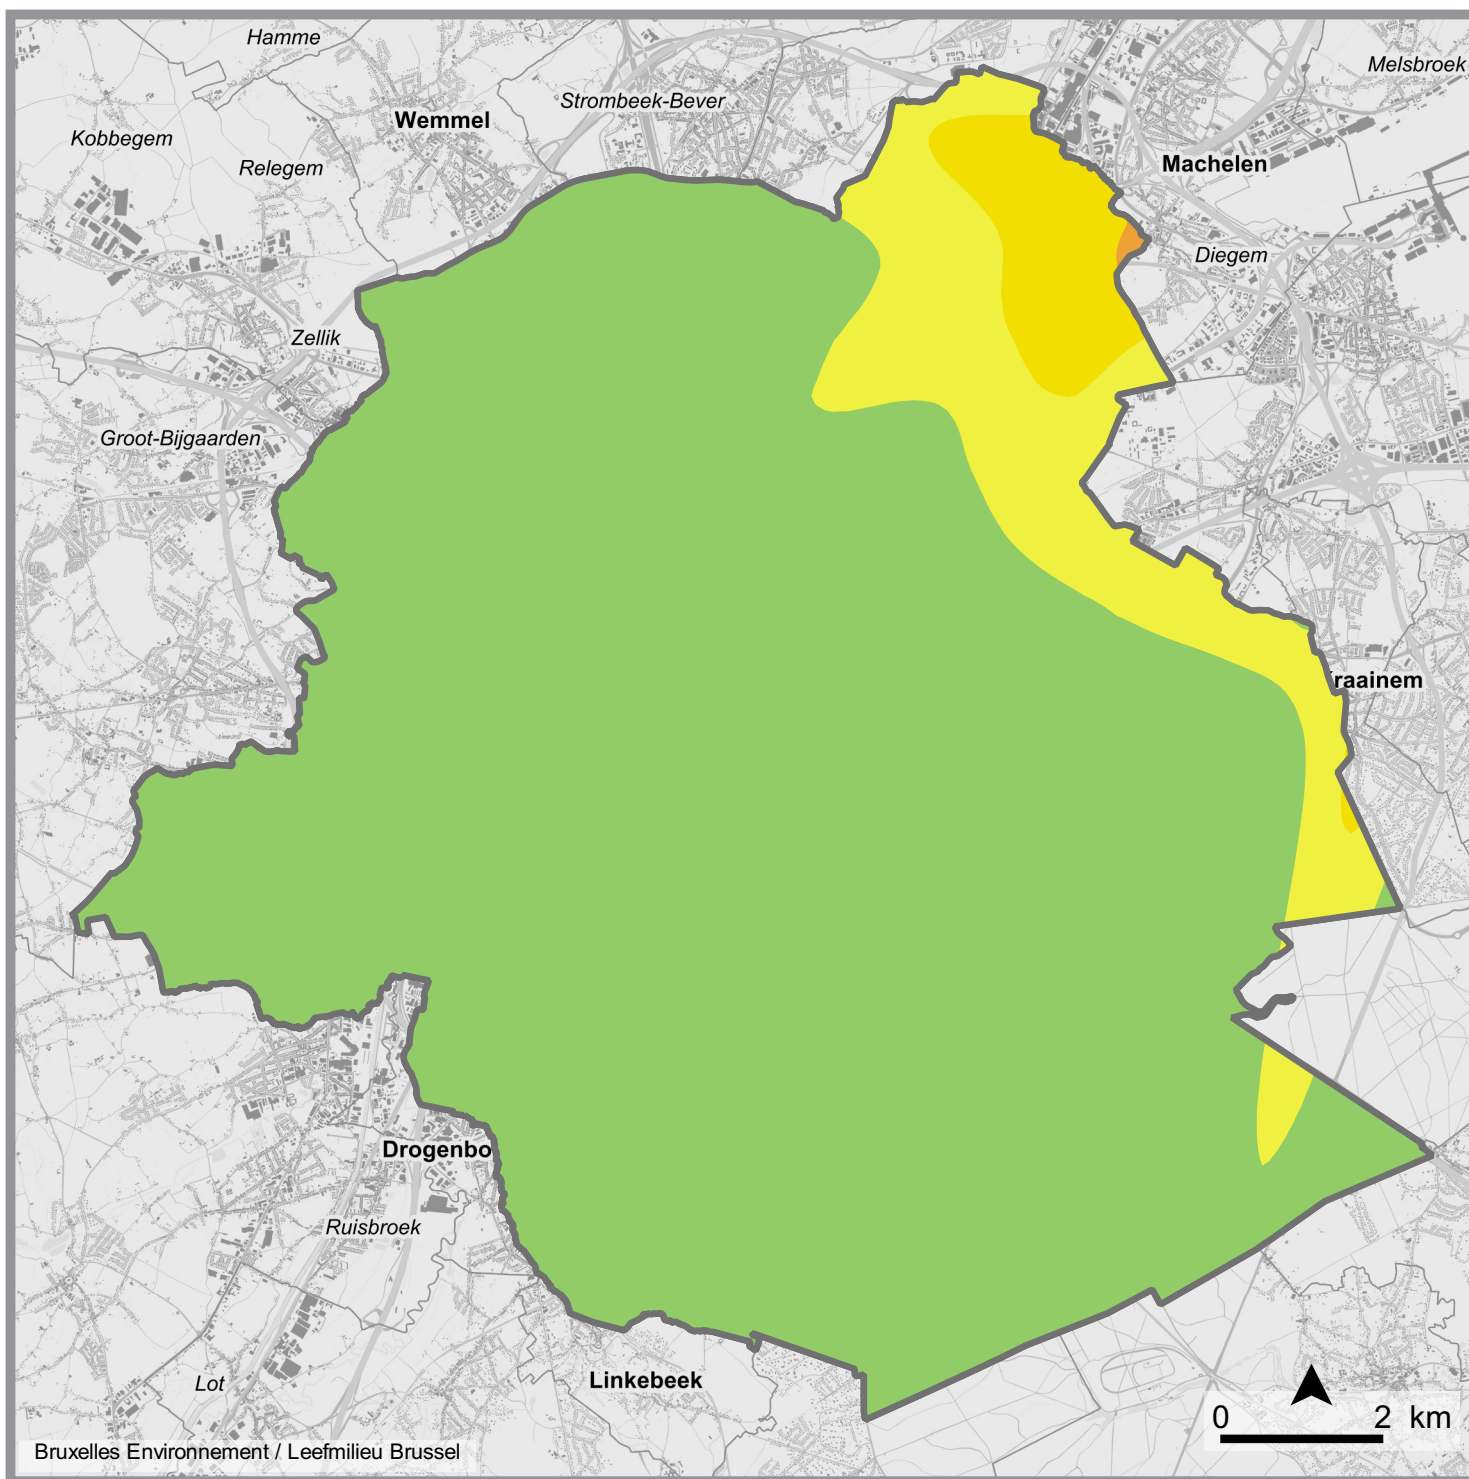 Hamme
Melsbroek
Strombeek-Bever
Wemmel
Kobbegem
Relegem
Machelen
Diegem
Zellik
Groot-Bijgaarden
raainem
Drogenbo
Ruisbroek
Linkebeek
Lot
0 2 km
Bruxelles Environnement / Leefmilieu Brussel